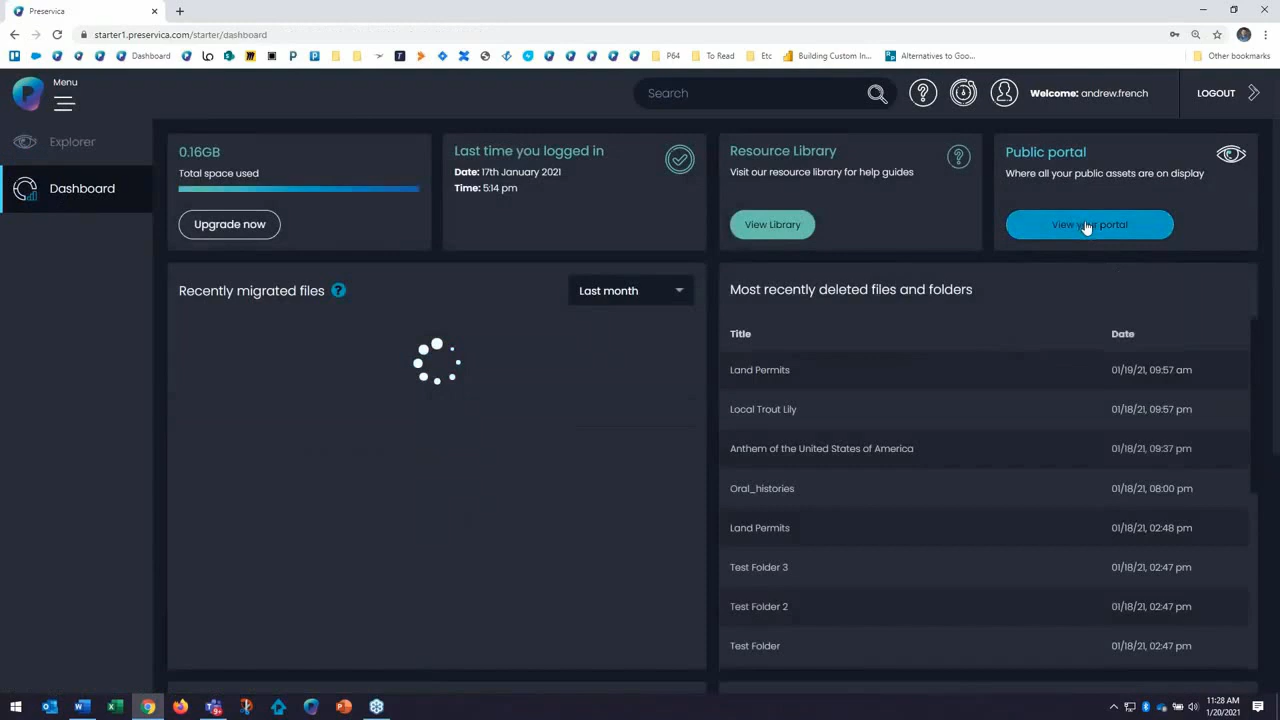 Preservica
starter1.preservica.com/starter/dashboard
Dashboard
P64
To Read
Etc
Building Custom In...
Alternatives to Goo...
Other bookmarks
Menu
Search
Welcome: andrew.french
LOGOUT
Explorer
Dashboard
0.16GB
Total space used
Upgrade now
Last time you logged in
Date: 17th January 2021
Time: 5:14 pm
Resource Library
Visit our resource library for help guides
View Library
Public portal
Where all your public assets are on display
View your portal
Recently migrated files ?
Last month
Most recently deleted files and folders
Title Date
Land Permits 01/19/21, 09:57 am
Local Trout Lily 01/18/21, 09:57 pm
Anthem of the United States of America 01/18/21, 09:37 pm
Oral_histories 01/18/21, 08:00 pm
Land Permits 01/18/21, 02:48 pm
Test Folder 3 01/18/21, 02:47 pm
Test Folder 2 01/18/21, 02:47 pm
Test Folder 01/18/21, 02:47 pm
11:28 AM
1/20/2021